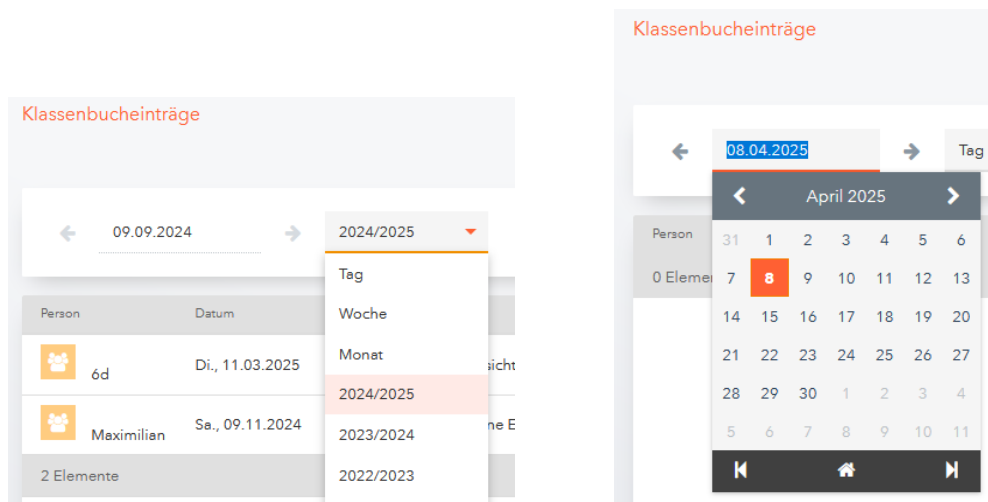 Klassenbucheinträge
09.09.2024 2024/2025
Tag
Woche
Monat
2024/2025
2023/2024
2022/2023
Person Datum
6d Di., 11.03.2025
Maximilian Sa., 09.11.2024
2 Elemente
Klassenbucheinträge
08.04.2025 Tag
Person
April 2025
31 1 2 3 4 5 6
7 8 9 10 11 12 13
14 15 16 17 18 19 20
21 22 23 24 25 26 27
28 29 30 1 2 3 4
5 6 7 8 9 10 11